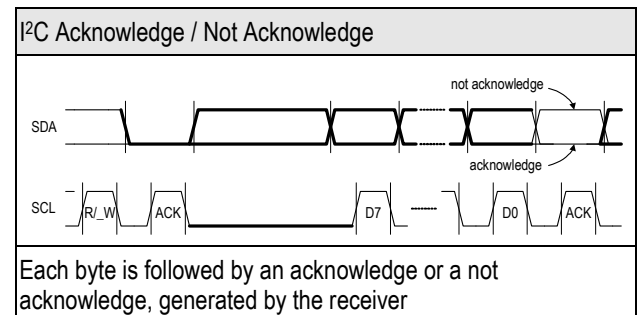 I²C Acknowledge / Not Acknowledge
not acknowledge
SDA
acknowledge
SCL R/_W ACK D7 D0 ACK
Each byte is followed by an acknowledge or a not
acknowledge, generated by the receiver